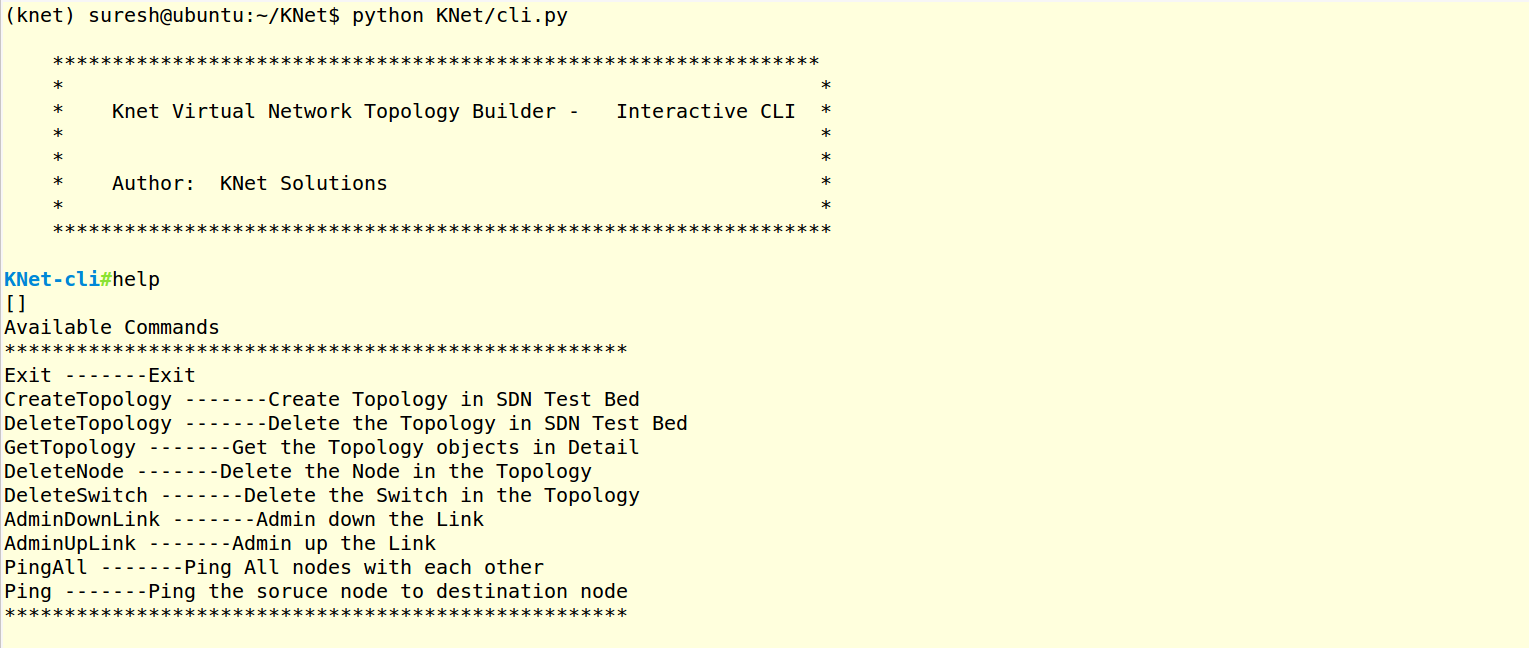 (knet) suresh@ubuntu:~/KNet$ python KNet/cli.py
****************************************************************
*                                                               *
*    Knet Virtual Network Topology Builder -   Interactive CLI  *
*                                                               *
*                                                               *
*    Author:  KNet Solutions                                    *
*                                                               *
*****************************************************************
KNet-cli#help
[]
Available Commands
****************************************************
Exit -------Exit
CreateTopology -------Create Topology in SDN Test Bed
DeleteTopology -------Delete the Topology in SDN Test Bed
GetTopology -------Get the Topology objects in Detail
DeleteNode -------Delete the Node in the Topology
DeleteSwitch -------Delete the Switch in the Topology
AdminDownLink -------Admin down the Link
AdminUpLink -------Admin up the Link
PingAll -------Ping All nodes with each other
Ping -------Ping the soruce node to destination node
****************************************************